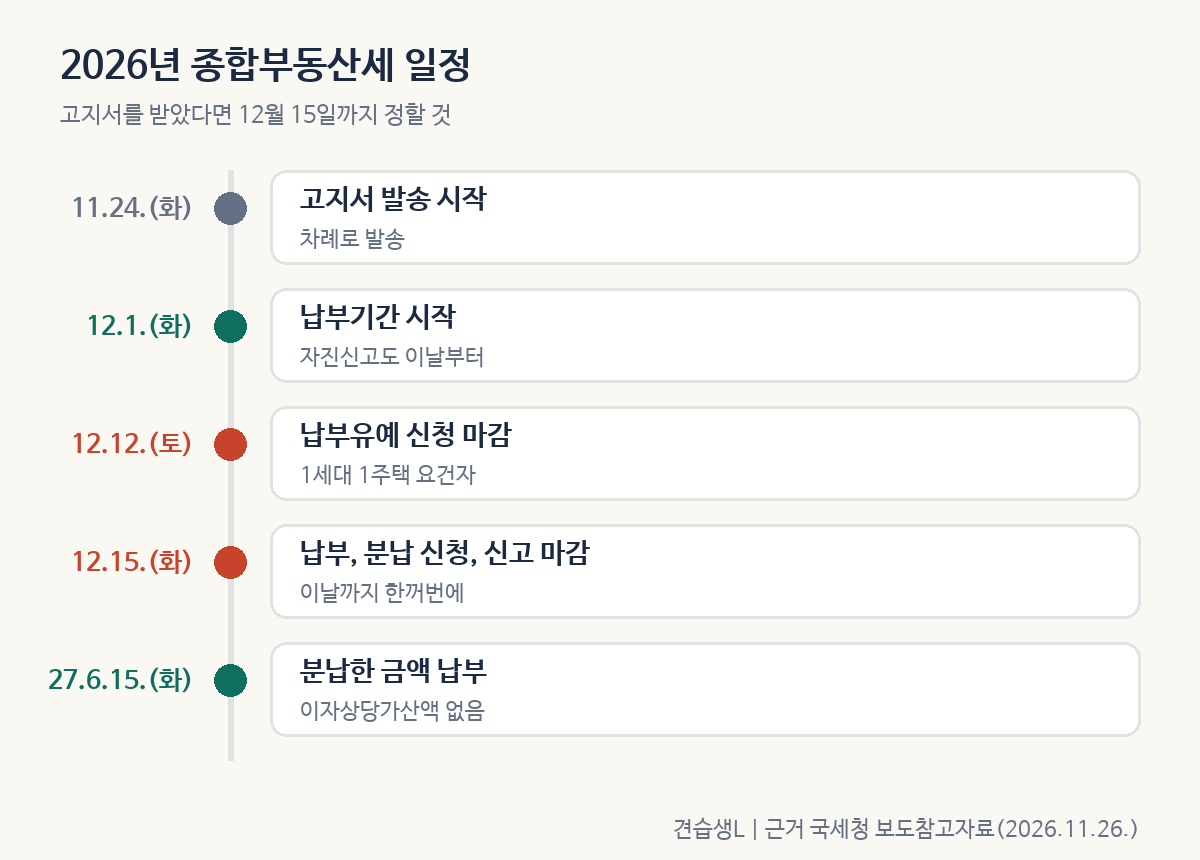 2026년 종합부동산세 일정
고지서를 받았다면 12월 15일까지 정할 것
11.24.(화)
고지서 발송 시작
차례로 발송
12.1.(화)
납부기간 시작
자진신고도 이날부터
12.12.(토)
납부유예 신청 마감
1세대 1주택 요건자
12.15.(화)
납부, 분납 신청, 신고 마감
이날까지 한꺼번에
27.6.15.(화)
분납한 금액 납부
이자상당가산액 없음
견습생L | 근거 국세청 보도참고자료(2026.11.26.)